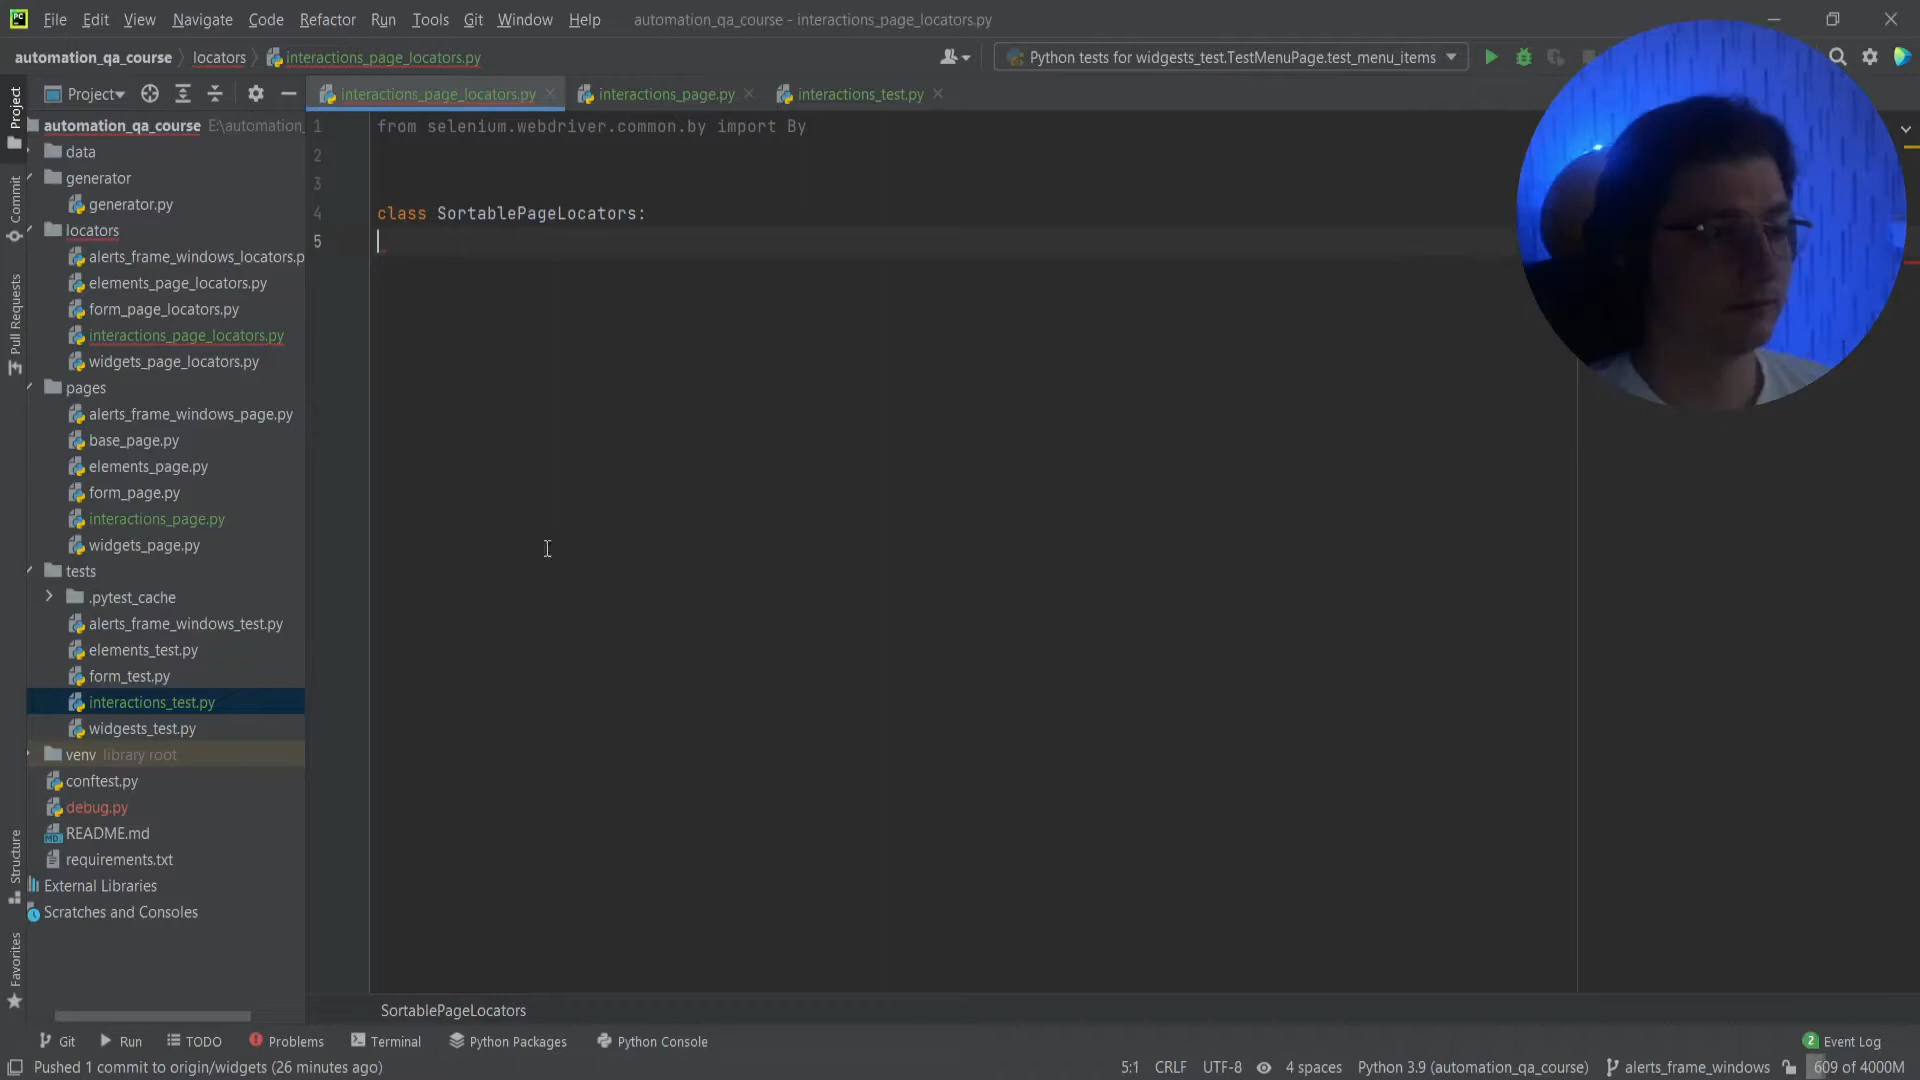 File Edit View Navigate Code Refactor Run Tools Git Window Help automation_qa_course - interactions_page_locators.py
automation_qa_course locators interactions_page_locators.py Python tests for widgests_test.TestMenuPage.test_menu_items
Project
interactions_page_locators.py interactions_page.py interactions_test.py
automation_qa_course E:\automation_
data
generator
generator.py
locators
alerts_frame_windows_locators.p
elements_page_locators.py
form_page_locators.py
interactions_page_locators.py
widgets_page_locators.py
pages
alerts_frame_windows_page.py
base_page.py
elements_page.py
form_page.py
interactions_page.py
widgets_page.py
tests
.pytest_cache
alerts_frame_windows_test.py
elements_test.py
form_test.py
interactions_test.py
widgests_test.py
venv library root
conftest.py
debug.py
README.md
requirements.txt
External Libraries
Scratches and Consoles
1 from selenium.webdriver.common.by import By
2
3
4 class SortablePageLocators:
5
SortablePageLocators
Project
Commit
Pull Requests
Structure
Favorites
Git Run TODO Problems Terminal Python Packages Python Console 2 Event Log
Pushed 1 commit to origin/widgets (26 minutes ago) 5:1 CRLF UTF-8 4 spaces Python 3.9 (automation_qa_course) alerts_frame_windows 609 of 4000M